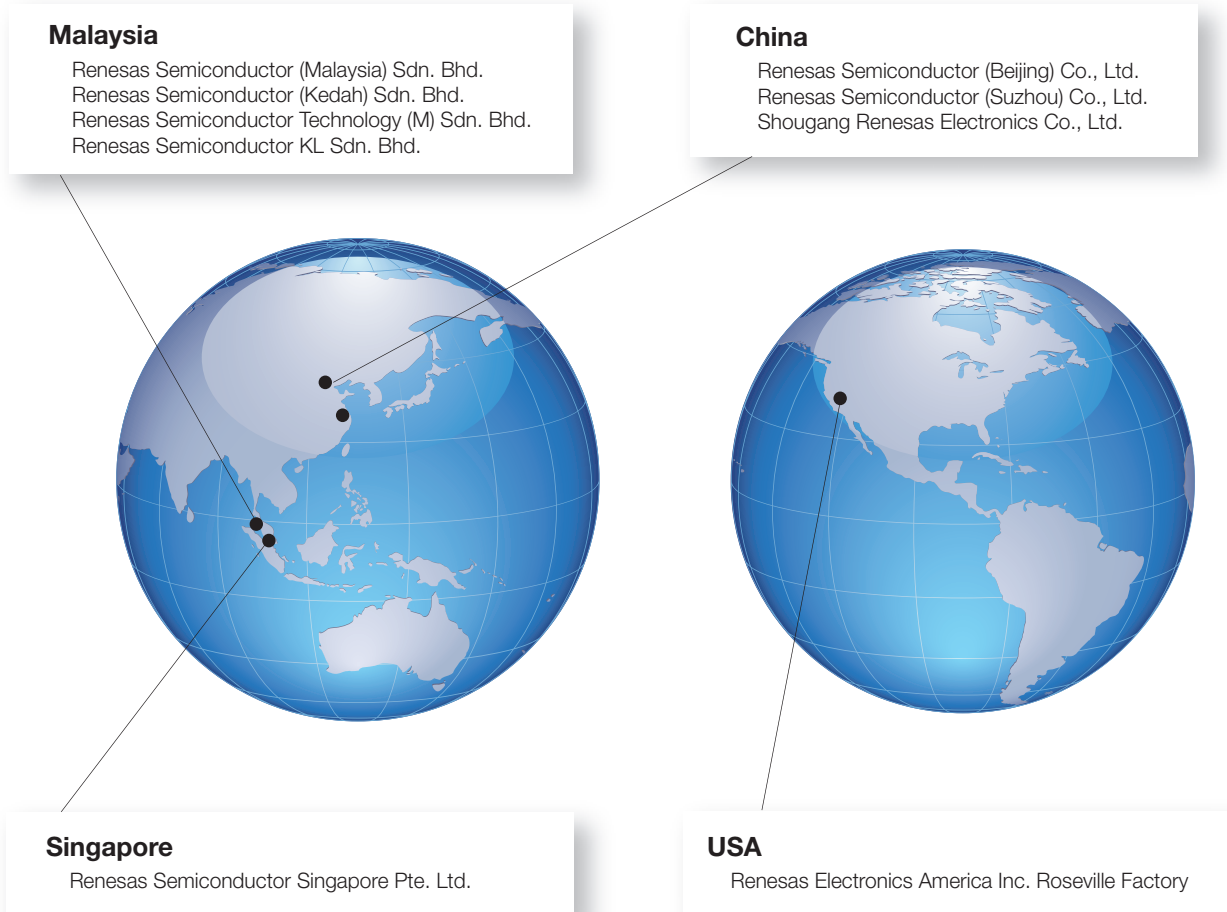 Malaysia
Renesas Semiconductor (Malaysia) Sdn. Bhd.
Renesas Semiconductor (Kedah) Sdn. Bhd.
Renesas Semiconductor Technology (M) Sdn. Bhd.
Renesas Semiconductor KL Sdn. Bhd.
China
Renesas Semiconductor (Beijing) Co., Ltd.
Renesas Semiconductor (Suzhou) Co., Ltd.
Shougang Renesas Electronics Co., Ltd.
Singapore
Renesas Semiconductor Singapore Pte. Ltd.
USA
Renesas Electronics America Inc. Roseville Factory